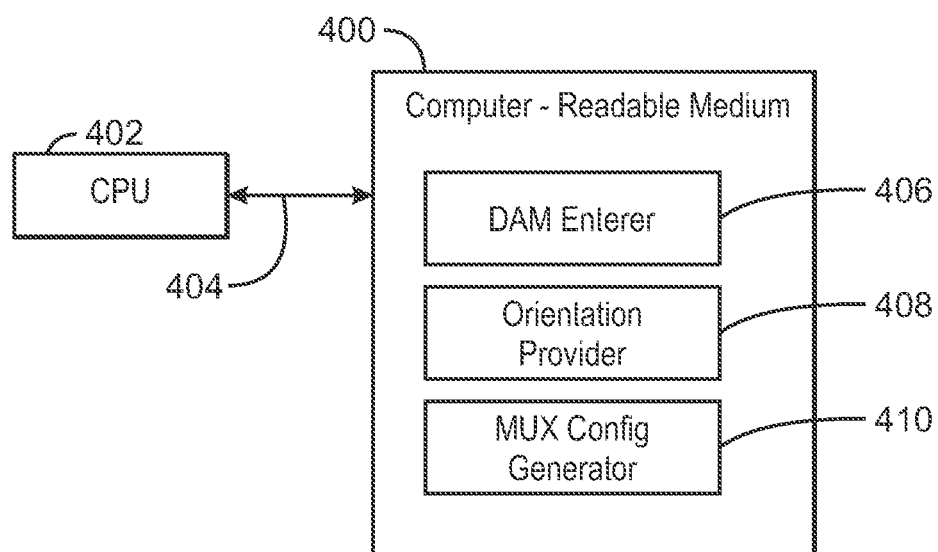 400
Computer - Readable Medium
402
CPU
404
DAM Enterer
406
Orientation
Provider
408
MUX Config
Generator
410